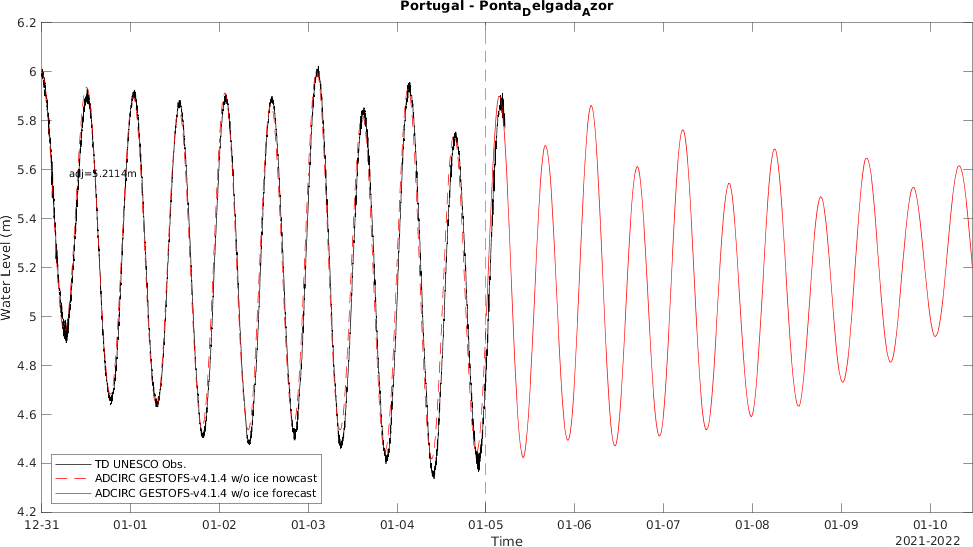 Portugal - PontaDelgadaAzor
6.2
6
5.8
5.6
5.4
5.2
5
4.8
4.6
4.4
4.2
Water Level (m)
adj=5.2114m
TD UNESCO Obs.
ADCIRC GESTOFS-v4.1.4 w/o ice nowcast
ADCIRC GESTOFS-v4.1.4 w/o ice forecast
12-31 01-01 01-02 01-03 01-04 01-05 01-06 01-07 01-08 01-09 01-10
Time
2021-2022